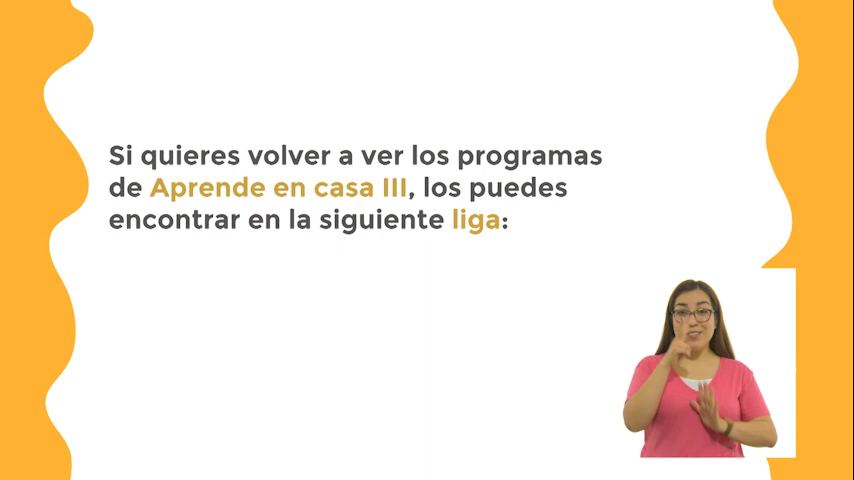 Si quieres volver a ver los programas
de Aprende en casa III, los puedes
encontrar en la siguiente liga: